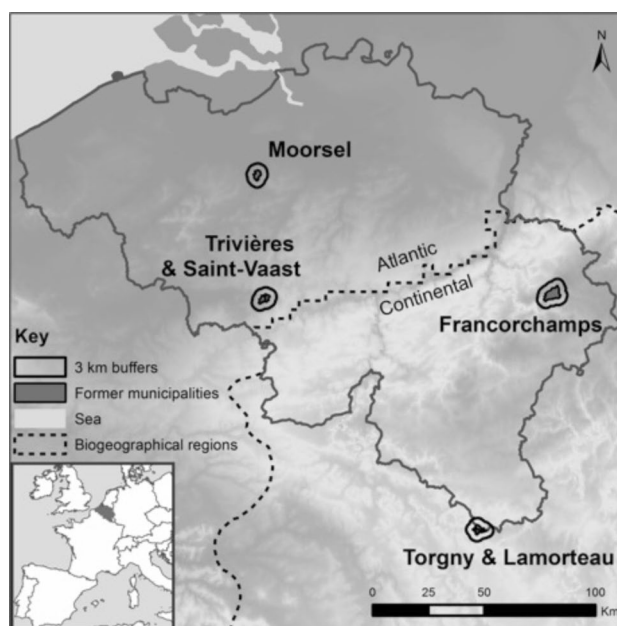 N
Moorsel
Trivières
& Saint-Vaast
Atlantic
Continental
Francorchamps
Key
3 km buffers
Former municipalities
Sea
Biogeographical regions
Torgny & Lamorteau
0 25 50 100
Km